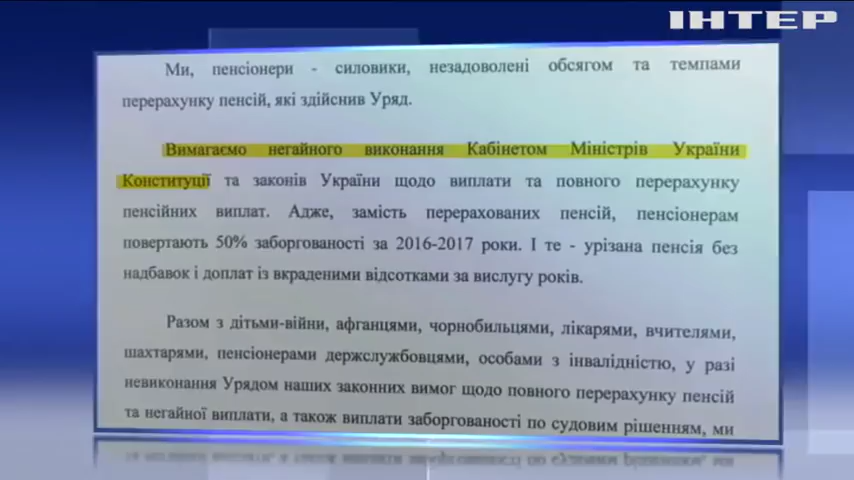 ІНТЕР
Ми, пенсіонери - силовики, незадоволені обсягом та темпами
перерахунку пенсій, які здійснив Уряд.
Вимагаємо негайного виконання Кабінетом Міністрів України
Конституції та законів України щодо виплати та повного перерахунку
пенсійних виплат. Адже, замість перерахованих пенсій, пенсіонерам
повертають 50% заборгованості за 2016-2017 роки. І те - урізана пенсія без
надбавок і доплат із вкраденими відсотками за вислугу років.
Разом з дітьми-війни, афганцями, чорнобильцями, лікарями, вчителями,
шахтарями, пенсіонерами держслужбовцями, особами з інвалідністю, у разі
невиконання Урядом наших законних вимог щодо повного перерахунку пенсій
та негайної виплати, а також виплати заборгованості по судовим рішенням, ми